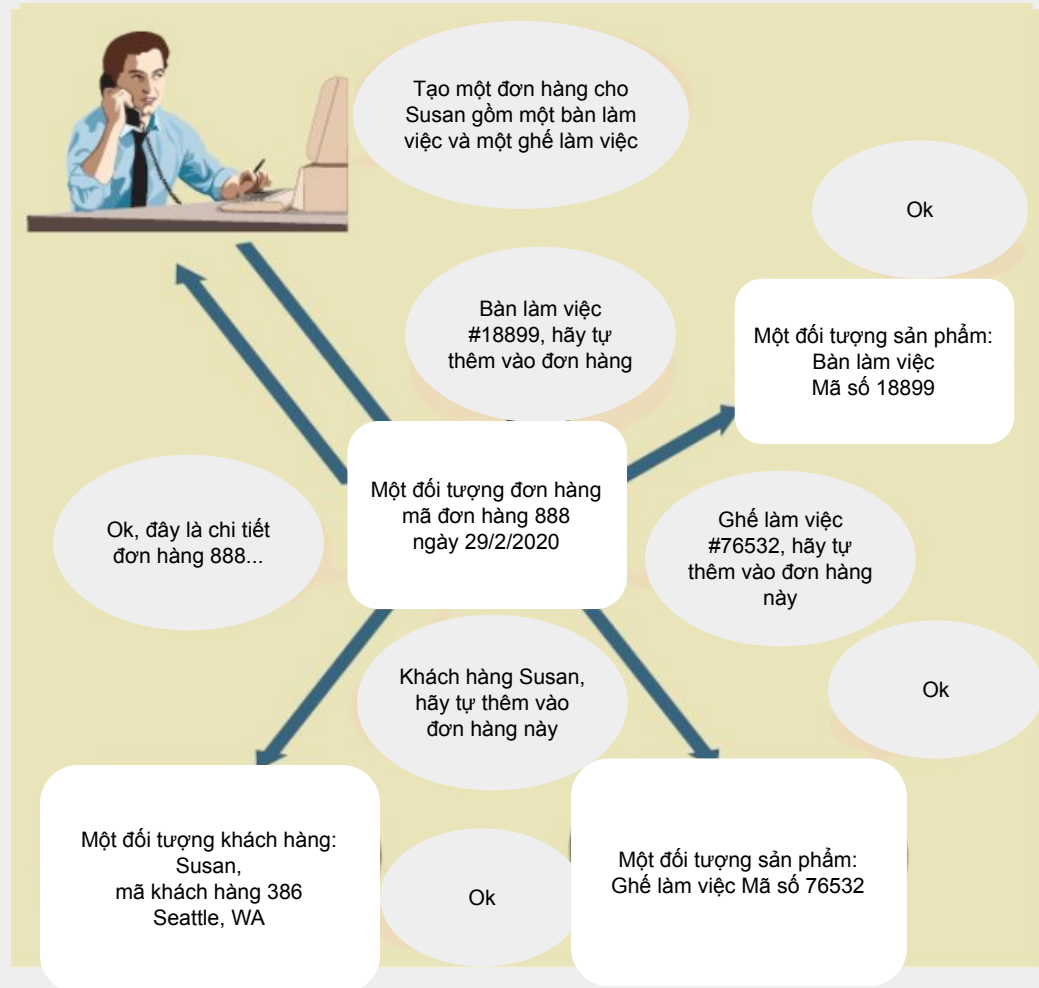 Tạo một đơn hàng cho
Susan gồm một bàn làm
việc và một ghế làm việc
Ok
Bàn làm việc
#18899, hãy tự
thêm vào đơn hàng
Một đối tượng sản phẩm:
Bàn làm việc
Mã số 18899
Một đối tượng đơn hàng
mã đơn hàng 888
ngày 29/2/2020
Ok, đây là chi tiết
đơn hàng 888...
Ghế làm việc
#76532, hãy tự
thêm vào đơn hàng
này
Khách hàng Susan,
hãy tự thêm vào
đơn hàng này
Ok
Một đối tượng khách hàng:
Susan,
mã khách hàng 386
Seattle, WA
Ok
Một đối tượng sản phẩm:
Ghế làm việc Mã số 76532